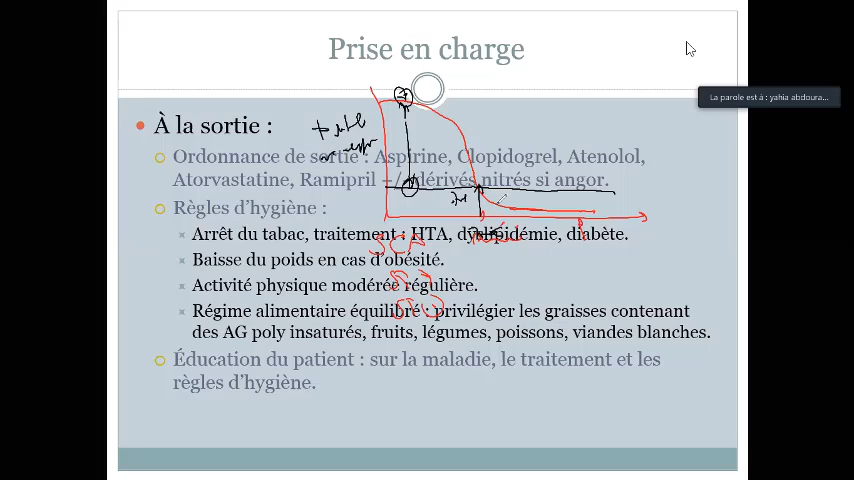 Prise en charge
La parole est à : yahia abdoura...
À la sortie :
Ordonnance de sortie : Aspirine, Clopidogrel, Atenolol,
Atorvastatine, Ramipril +/- dérivés nitrés si angor.
Règles d'hygiène :
Arrêt du tabac, traitement : HTA, dyslipidémie, diabète.
SCA
Baisse du poids en cas d'obésité.
Activité physique modérée régulière.
Régime alimentaire équilibré : privilégier les graisses contenant
des AG poly insaturés, fruits, légumes, poissons, viandes blanches.
Éducation du patient : sur la maladie, le traitement et les
règles d'hygiène.